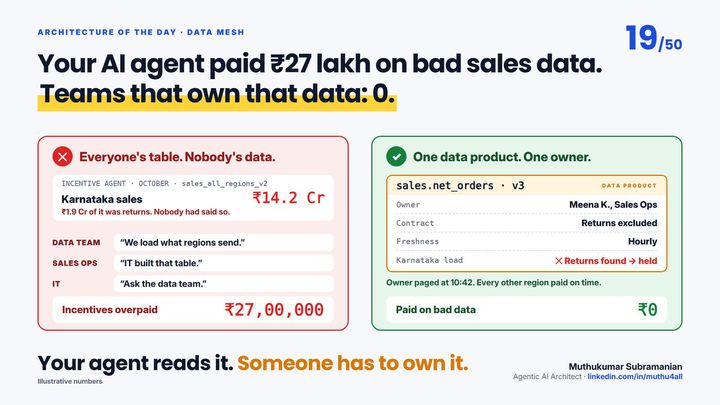 ARCHITECTURE OF THE DAY · DATA MESH
19/50
Your AI agent paid ₹27 lakh on bad sales data.
Teams that own that data: 0.
Everyone's table. Nobody's data.
INCENTIVE AGENT · OCTOBER · sales_all_regions_v2
Karnataka sales ₹14.2 Cr
₹1.9 Cr of it was returns. Nobody had said so.
DATA TEAM “We load what regions send.”
SALES OPS “IT built that table.”
IT “Ask the data team.”
Incentives overpaid ₹27,00,000
One data product. One owner.
sales.net_orders · v3 DATA PRODUCT
Owner Meena K., Sales Ops
Contract Returns excluded
Freshness Hourly
Karnataka load ✕ Returns found → held
Owner paged at 10:42. Every other region paid on time.
Paid on bad data ₹0
Your agent reads it. Someone has to own it.
Illustrative numbers
Muthukumar Subramanian
Agentic AI Architect · linkedin.com/in/muthu4all